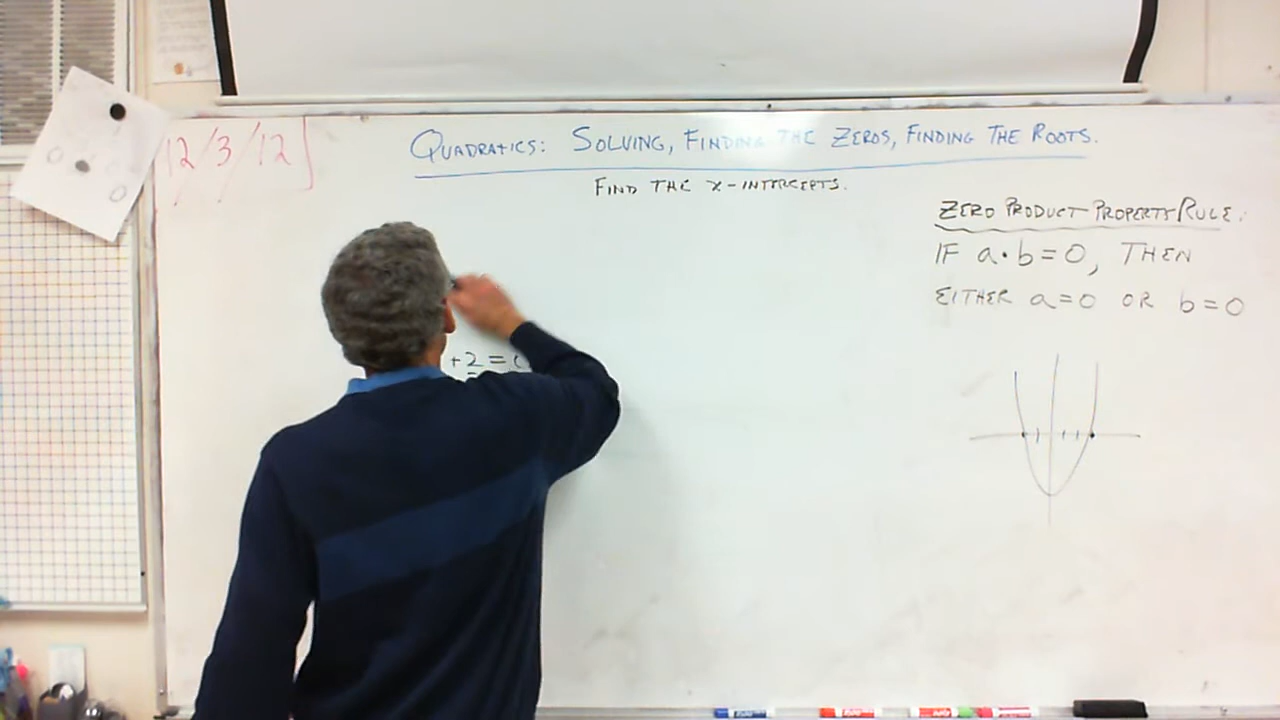 12/3/12
QUADRATICS: SOLVING, FINDING THE ZEROS, FINDING THE ROOTS.
FIND THE X-INTERCEPTS.
ZERO PRODUCT PROPERTY RULE.
IF a·b=0, THEN
EITHER a=0 OR b=0
+2=